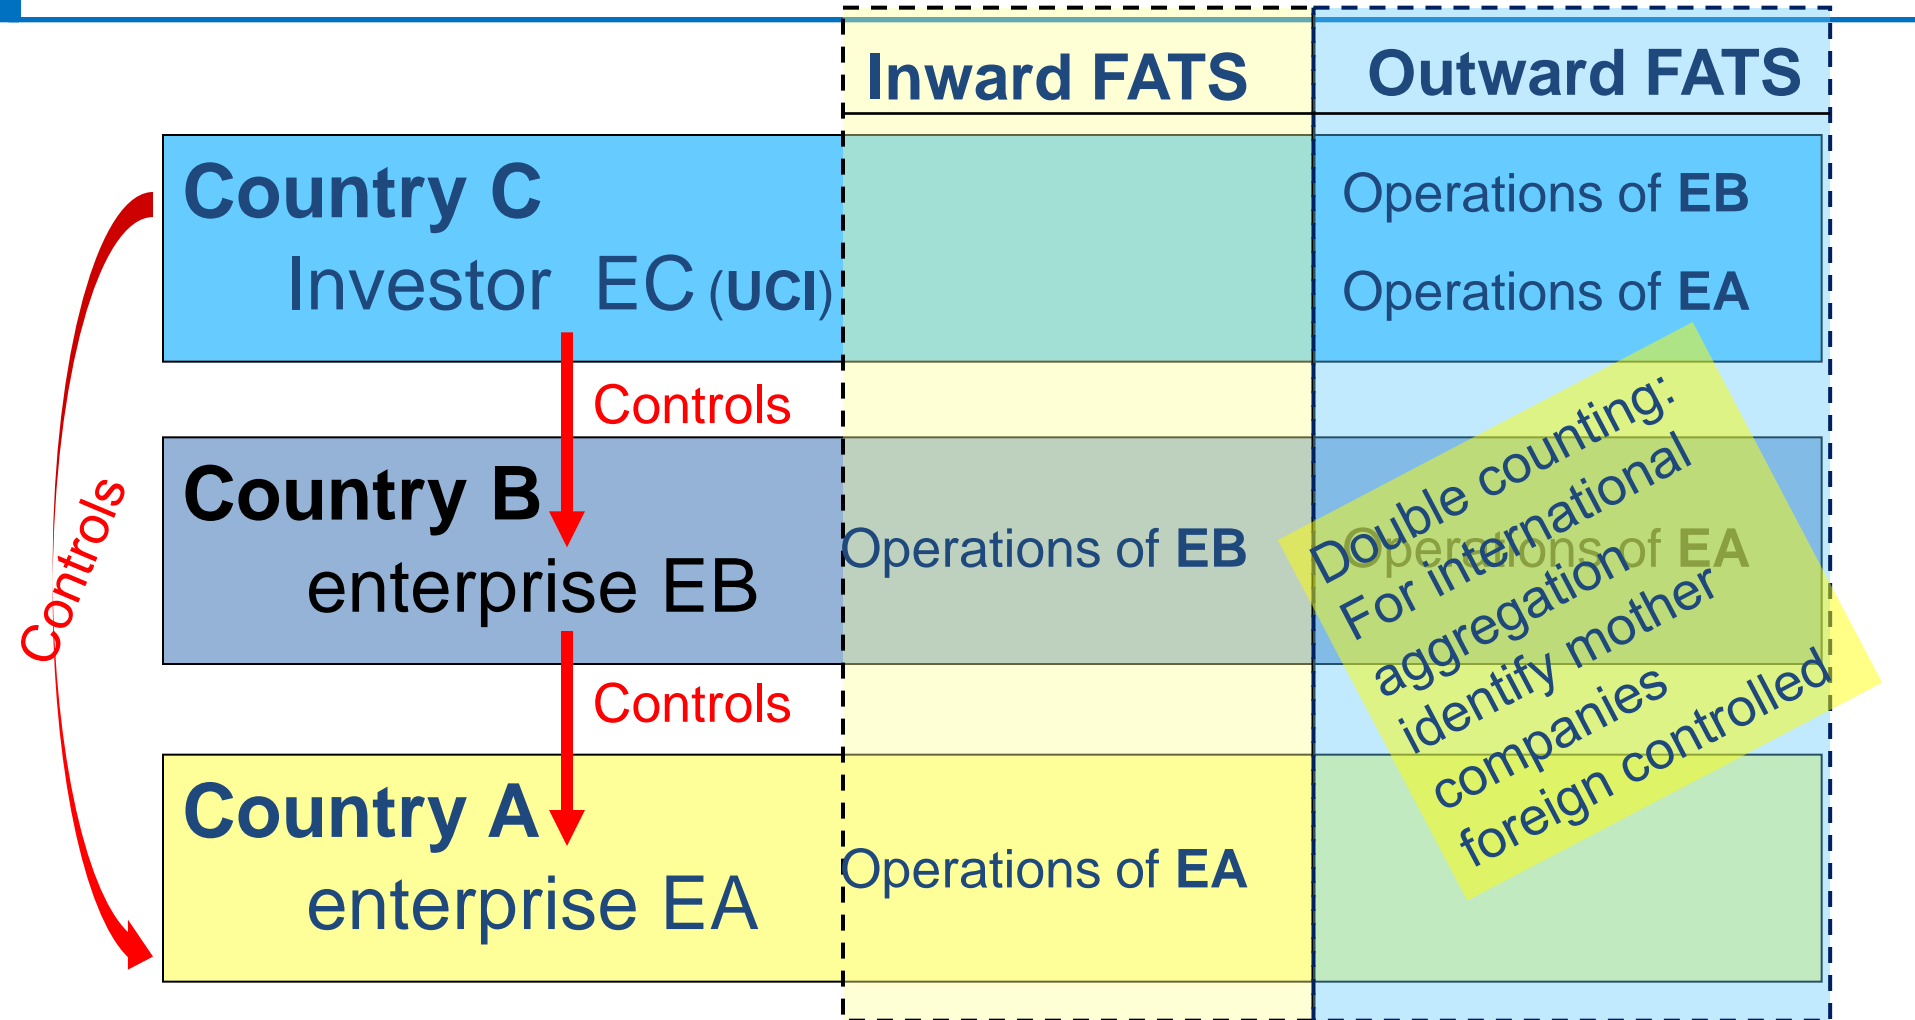 Inward FATS
Outward FATS
Country C
Investor EC (UCI)
Operations of EB
Operations of EA
Controls
Controls
Country B
enterprise EB
Operations of EB
Operations of EA
Double counting:
For international
aggregation
identify mother
companies
foreign controlled
Controls
Country A
enterprise EA
Operations of EA